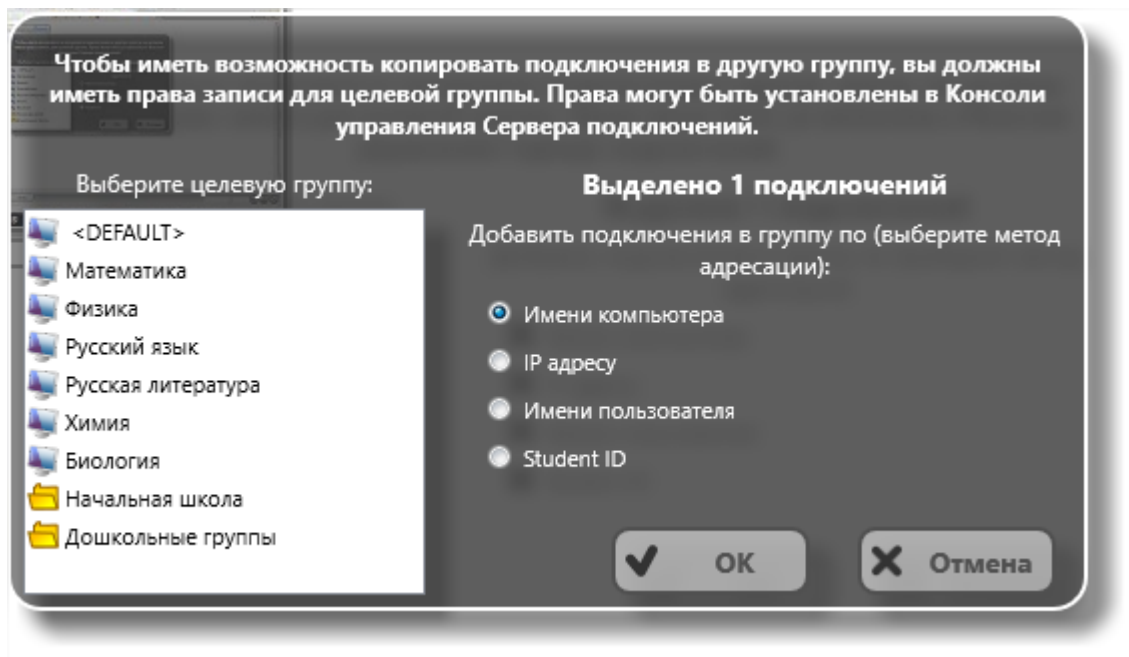 Чтобы иметь возможность копировать подключения в другую группу, вы должны
иметь права записи для целевой группы. Права могут быть установлены в Консоли
управления Сервера подключений.
Выберите целевую группу:
<DEFAULT>
Математика
Физика
Русский язык
Русская литература
Химия
Биология
Начальная школа
Дошкольные группы
Выделено 1 подключений
Добавить подключения в группу по (выберите метод
адресации):
Имени компьютера
IP адресу
Имени пользователя
Student ID
OK
Отмена